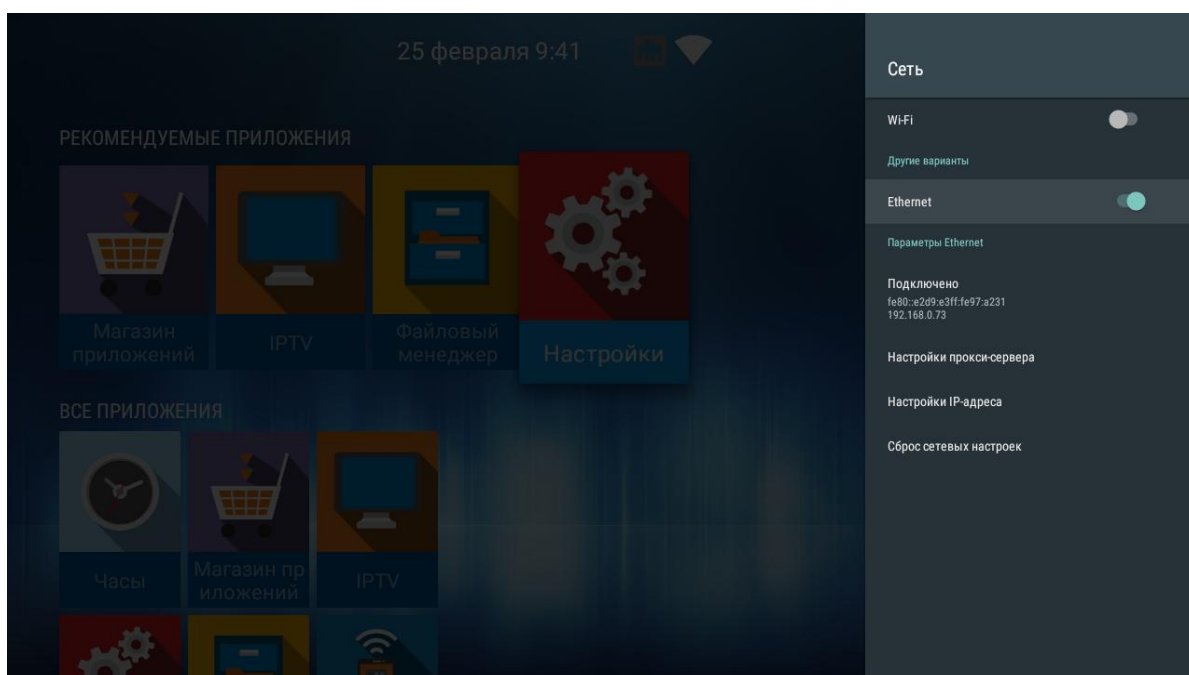 25 февраля 9:41
РЕКОМЕНДУЕМЫЕ ПРИЛОЖЕНИЯ
Магазин
приложений
IPTV
Файловый
менеджер
Настройки
ВСЕ ПРИЛОЖЕНИЯ
Часы
Магазин пр
иложений
IPTV
Сеть
Wi-Fi
Другие варианты
Ethernet
Параметры Ethernet
Подключено
fe80::e2d9:e3ff:fe97:a231
192.168.0.73
Настройки прокси-сервера
Настройки IP-адреса
Сброс сетевых настроек